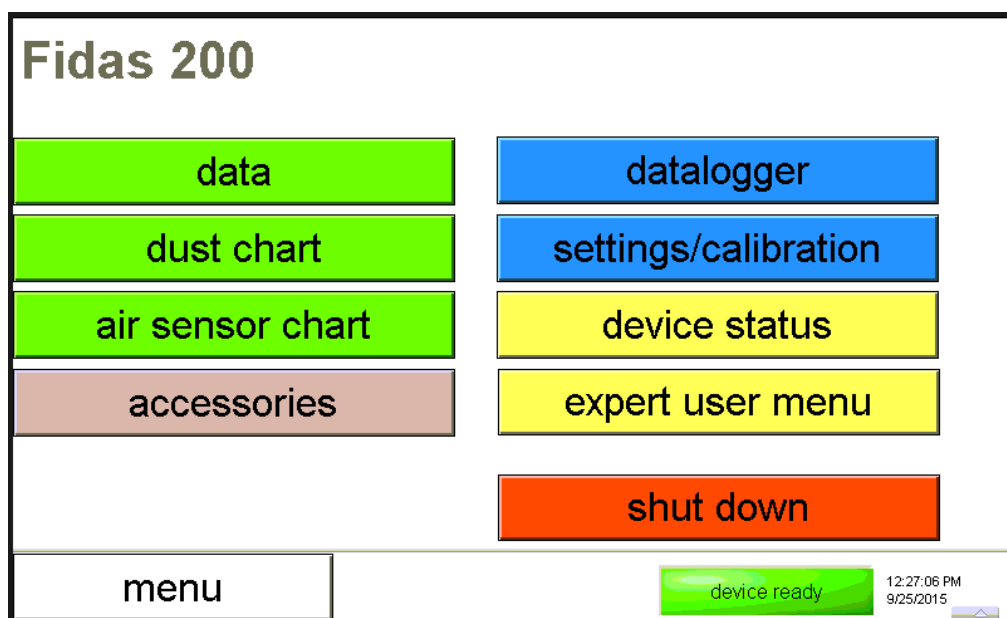 Fidas 200
data
dust chart
air sensor chart
accessories
datalogger
settings/calibration
device status
expert user menu
shut down
menu
device ready
12:27:06 PM
9/25/2015